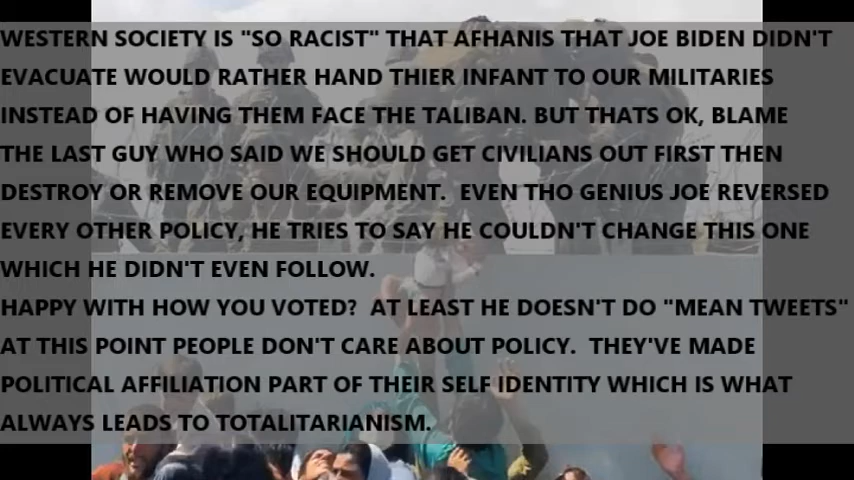 WESTERN SOCIETY IS "SO RACIST" THAT AFHANIS THAT JOE BIDEN DIDN'T
EVACUATE WOULD RATHER HAND THIER INFANT TO OUR MILITARIES
INSTEAD OF HAVING THEM FACE THE TALIBAN. BUT THATS OK, BLAME
THE LAST GUY WHO SAID WE SHOULD GET CIVILIANS OUT FIRST THEN
DESTROY OR REMOVE OUR EQUIPMENT.  EVEN THO GENIUS JOE REVERSED
EVERY OTHER POLICY, HE TRIES TO SAY HE COULDN'T CHANGE THIS ONE
WHICH HE DIDN'T EVEN FOLLOW.
HAPPY WITH HOW YOU VOTED?  AT LEAST HE DOESN'T DO "MEAN TWEETS"
AT THIS POINT PEOPLE DON'T CARE ABOUT POLICY.  THEY'VE MADE
POLITICAL AFFILIATION PART OF THEIR SELF IDENTITY WHICH IS WHAT
ALWAYS LEADS TO TOTALITARIANISM.